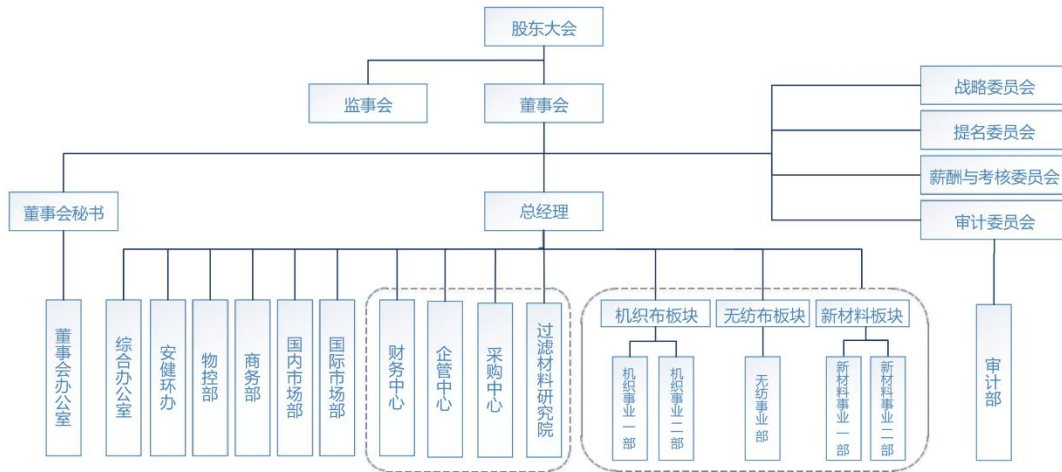 股东大会
监事会
董事会
战略委员会
提名委员会
薪酬与考核委员会
审计委员会
董事会秘书
总经理
董事会办公室
综合办公室
安健环办
物控部
商务部
国内市场部
国际市场部
财务中心
企管中心
采购中心
过滤材料研究院
机织布板块
无纺布板块
新材料板块
机织事业一部
机织事业二部
无纺事业部
新材料事业一部
新材料事业二部
审计部